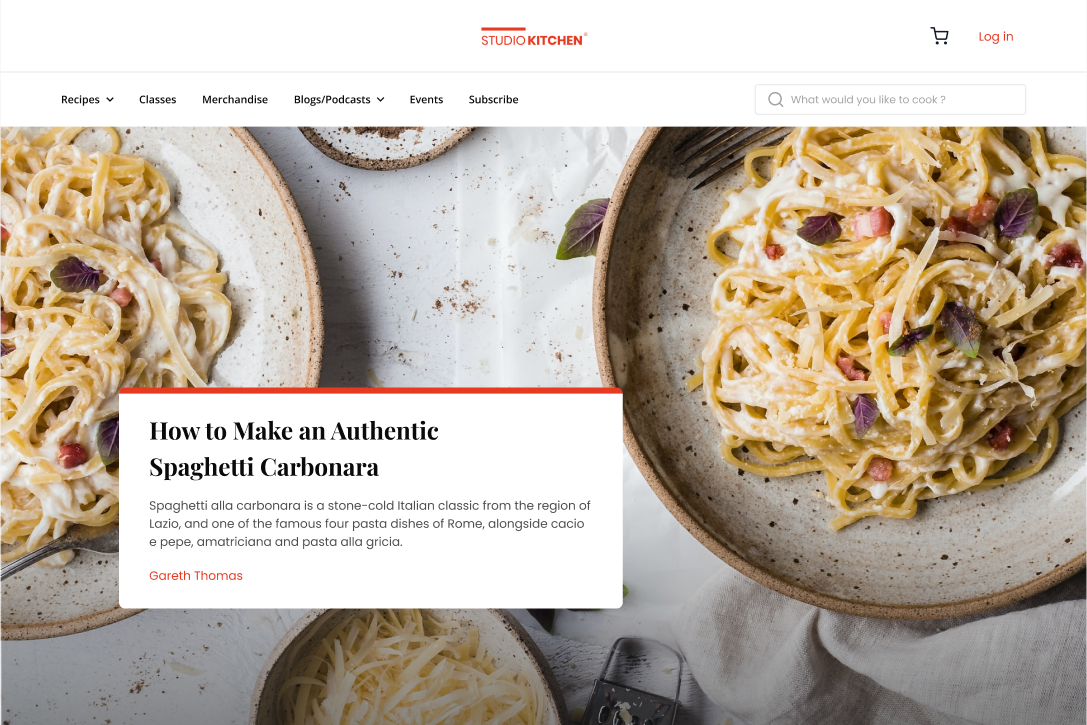 STUDIO KITCHEN®
Log in
Recipes Classes Merchandise Blogs/Podcasts Events Subscribe
What would you like to cook ?
How to Make an Authentic
Spaghetti Carbonara
Spaghetti alla carbonara is a stone-cold Italian classic from the region of
Lazio, and one of the famous four pasta dishes of Rome, alongside cacio
e pepe, amatriciana and pasta alla gricia.
Gareth Thomas